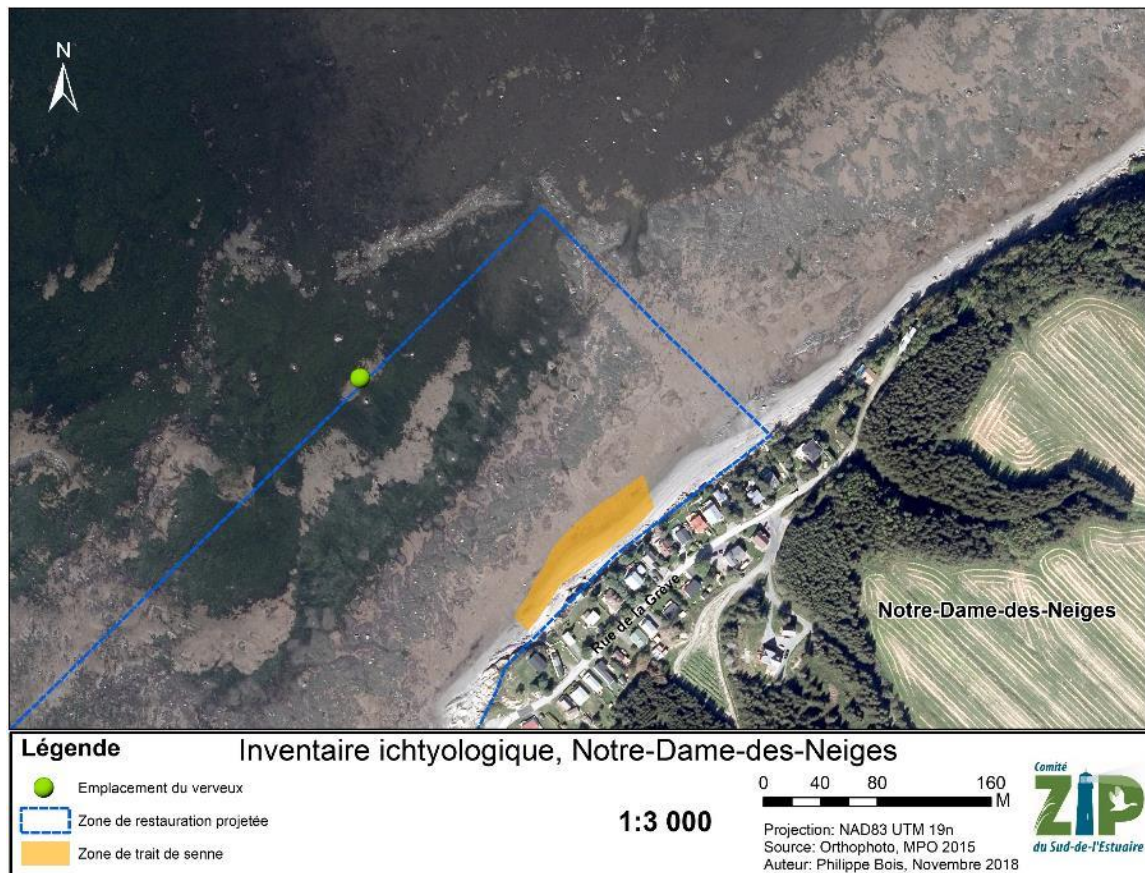 N
Rue de la Grève
Notre-Dame-des-Neiges
Légende
Inventaire ichtyologique, Notre-Dame-des-Neiges
Emplacement du verveux
Zone de restauration projetée
Zone de trait de senne
1:3 000
0 40 80 160
M
Projection: NAD83 UTM 19n
Source: Orthophoto, MPO 2015
Auteur: Philippe Bois, Novembre 2018
Comité
ZIP
du Sud-de-l'Estuaire